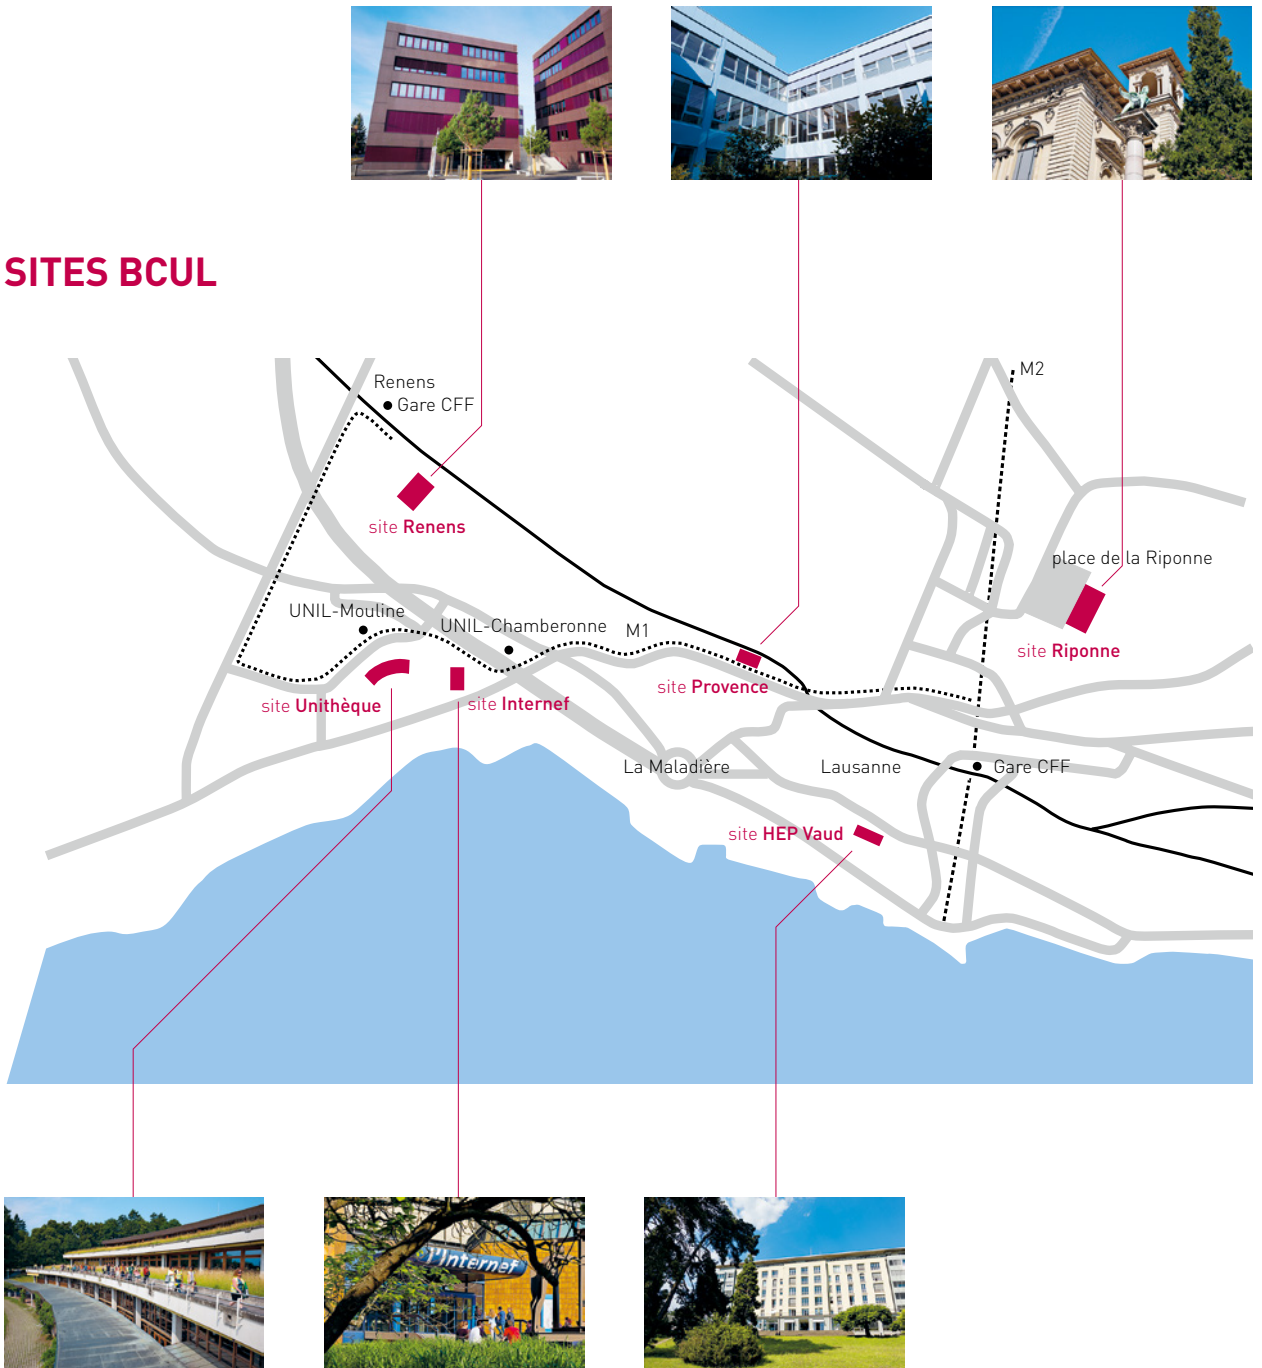 SITES BCUL
M2
Renens
Gare CFF
site Renens
place de la Riponne
UNIL-Mouline
UNIL-Chamberonne
M1
site Riponne
site Provence
site Unithèque
site Internef
La Maladière
Lausanne
Gare CFF
site HEP Vaud
l'Internef